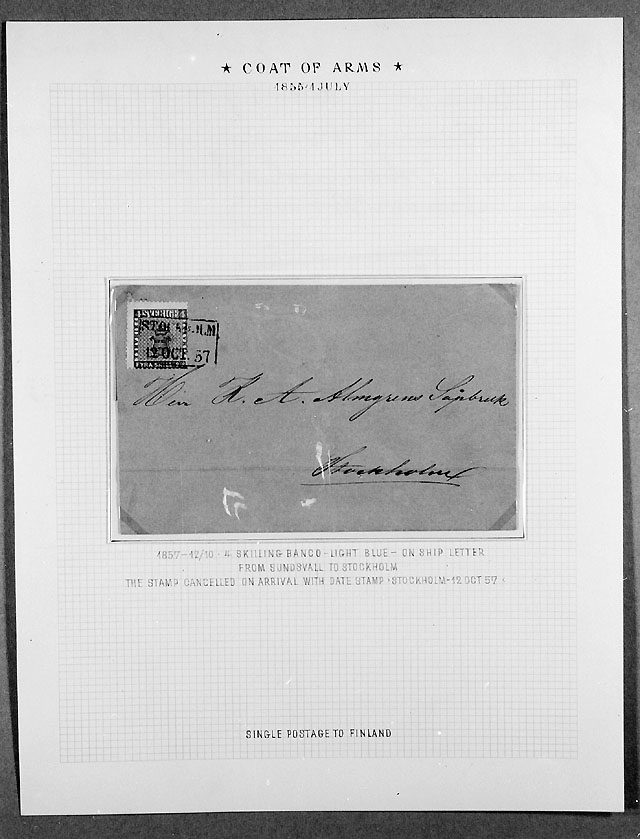 ★ COAT OF ARMS ★
1855 1 JULY
SVERIGE
STOCKHOLM
12 OCT. 57
Herr K. A. Almgrens Såpbruk
Stockholm
1857-12/10 - 4 SKILLING BANCO - LIGHT BLUE - ON SHIP LETTER
FROM SUNDSVALL TO STOCKHOLM
THE STAMP CANCELLED ON ARRIVAL WITH DATE STAMP "STOCKHOLM-12 OCT 57"
SINGLE POSTAGE TO FINLAND